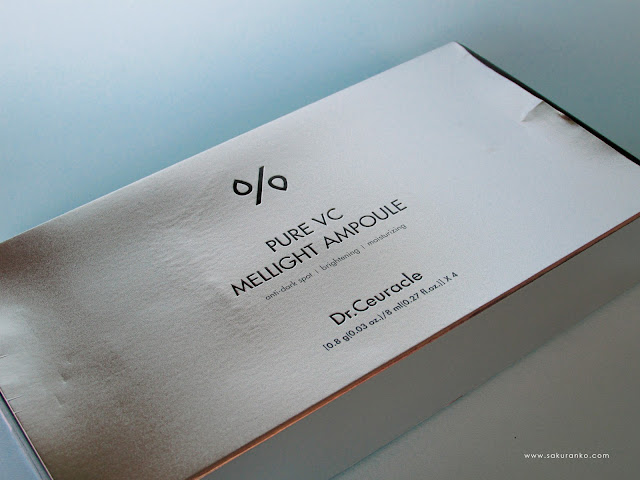 %
PURE VC
MELLIGHT AMPOULE
anti-dark spot | brightening | moisturizing
Dr.Ceuracle
[0.8 g(0.03 oz.)/8 ml(0.27 fl.oz.)] X 4
www.sakuranko.com